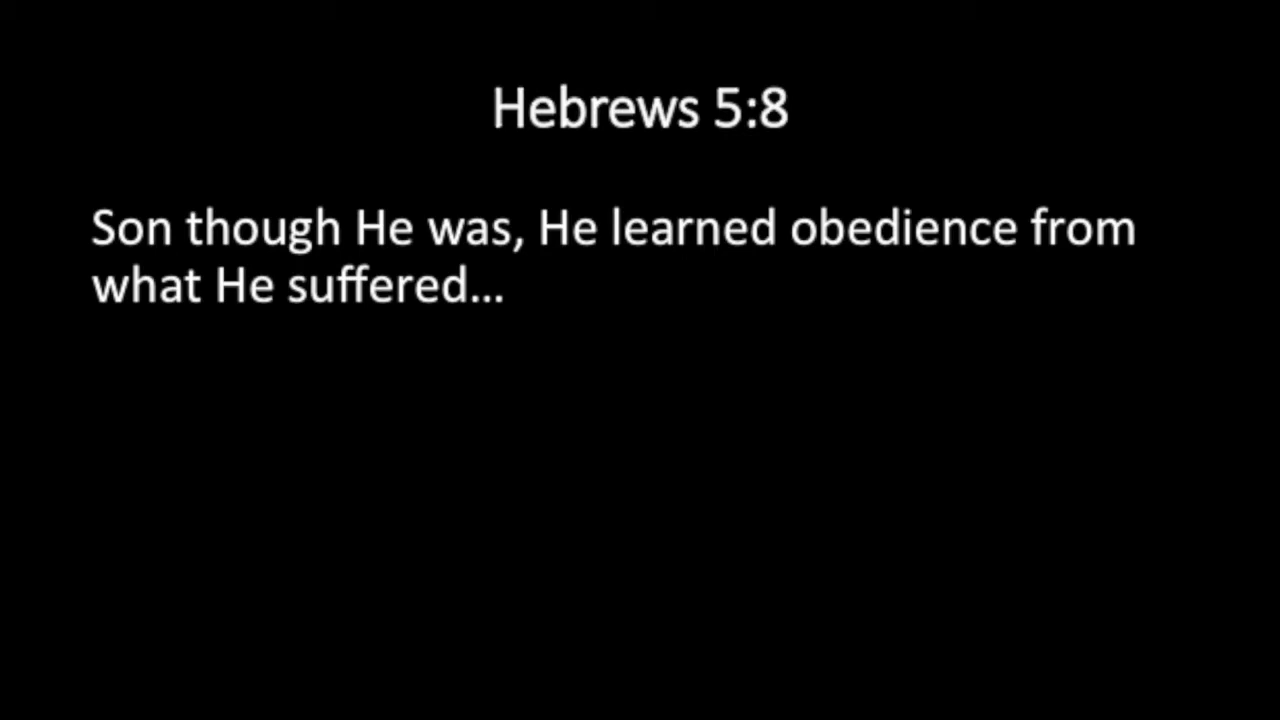 Hebrews 5:8
Son though He was, He learned obedience from
what He suffered...